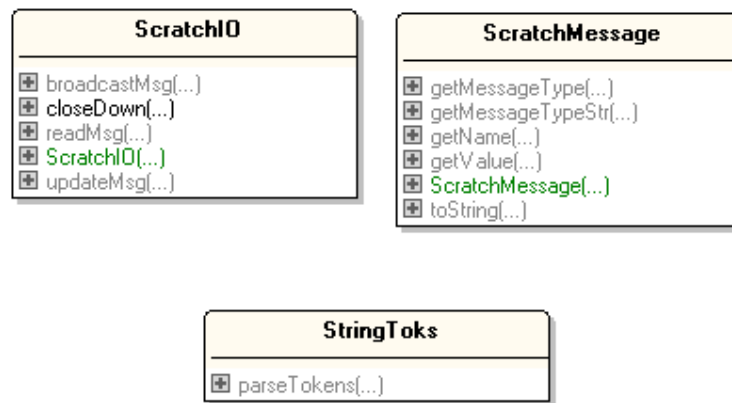 ScratchIO
broadcastMsg(...)
closeDown(...)
readMsg(...)
ScratchIO(...)
updateMsg(...)
ScratchMessage
getMessageType(...)
getMessageTypeStr(...)
getName(...)
getValue(...)
ScratchMessage(...)
toString(...)
StringToks
parseTokens(...)